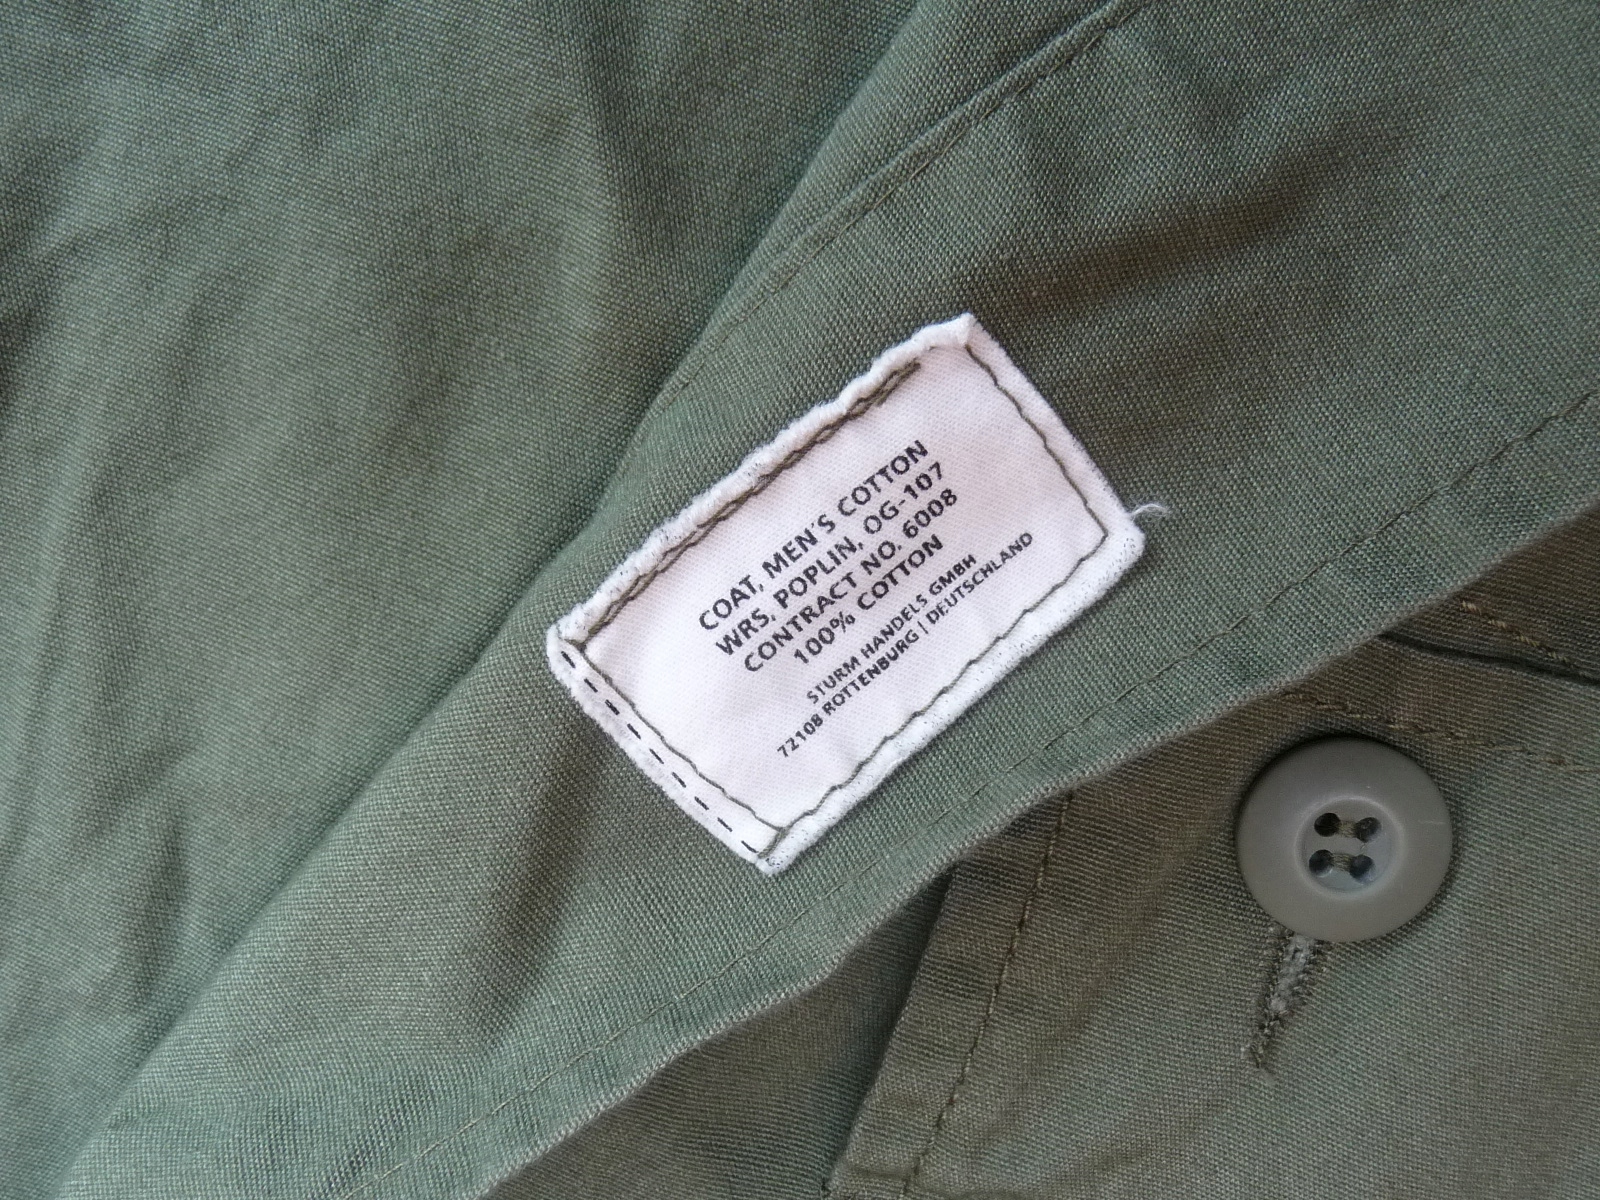 COAT, MEN'S COTTON
WRS, POPLIN, OG-107
CONTRACT NO. 6008
100% COTTON
STURM HANDELS GMBH
72108 ROTTENBURG | DEUTSCHLAND